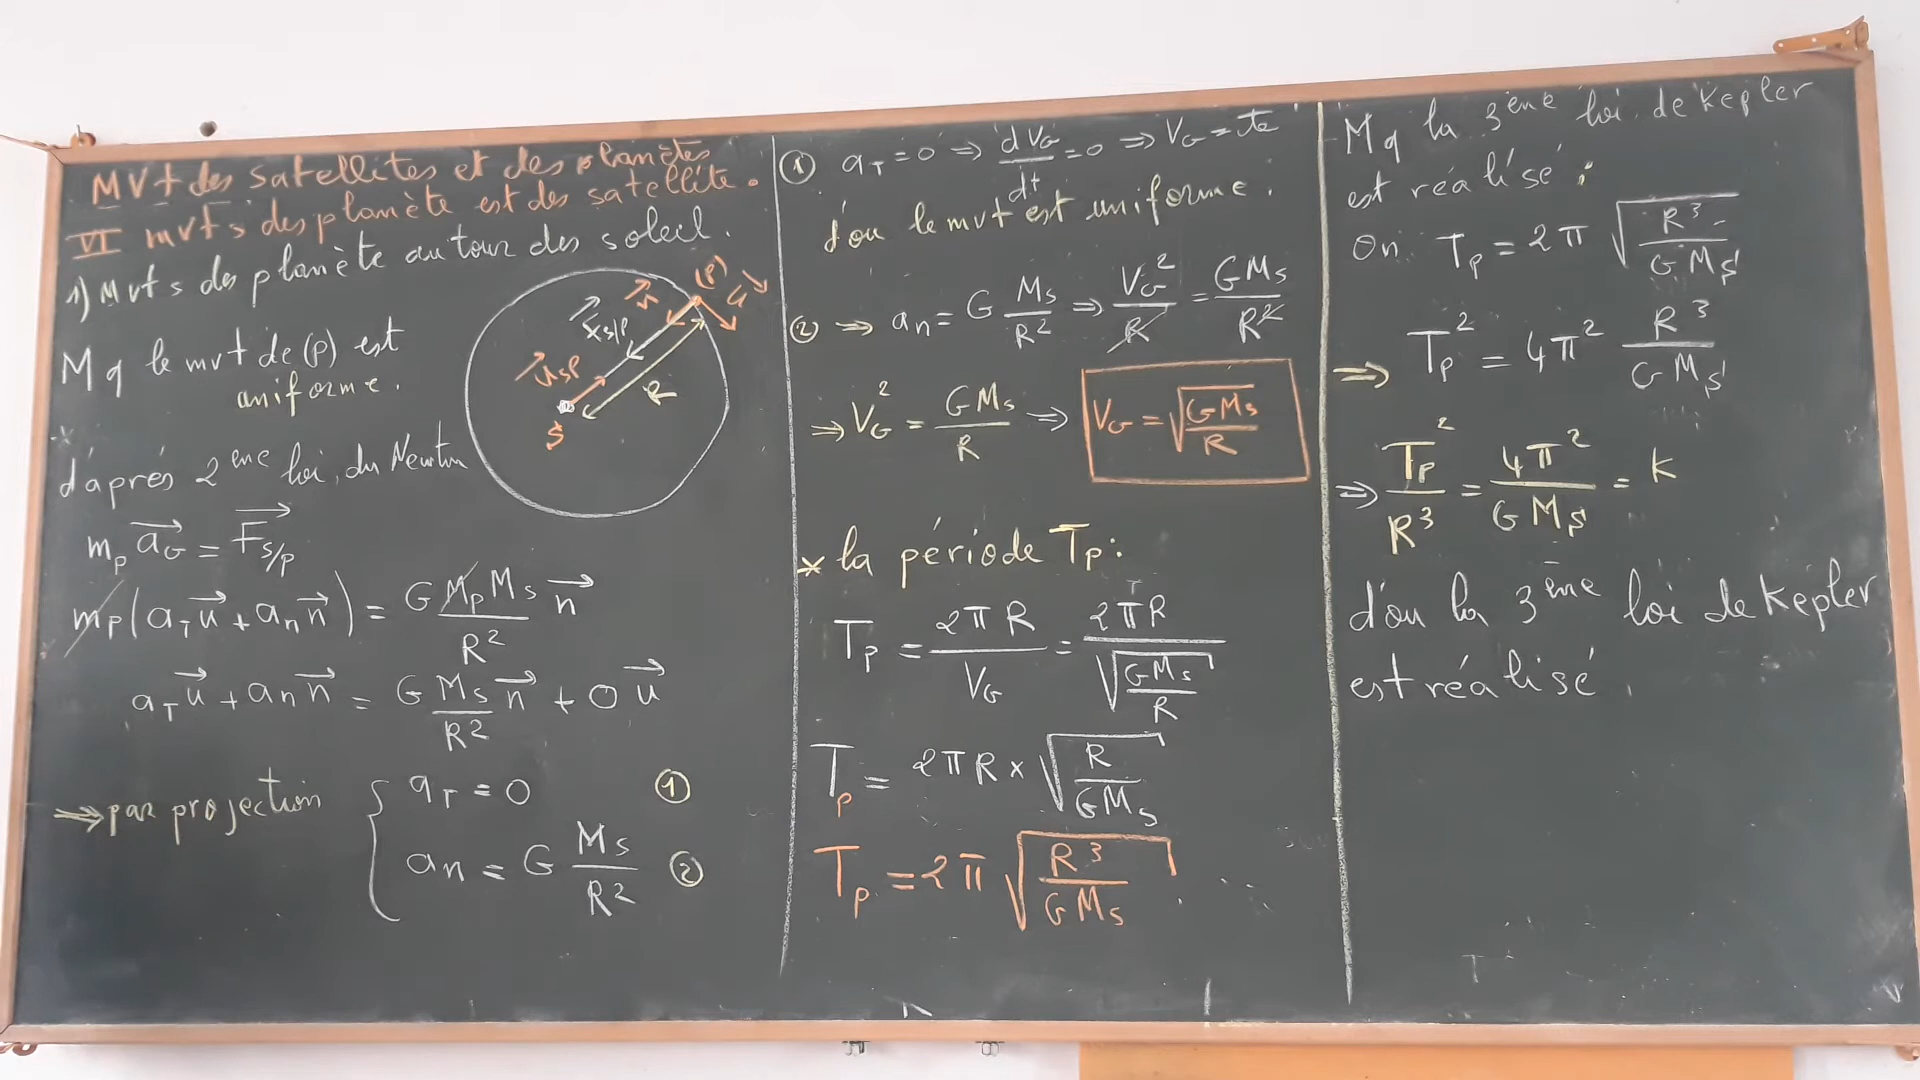 MVt des satellites et des planètes
VI mvts des planète est des satellite.
1) Mvts des planète autour des soleil.
Mq le mvt de (p) est
uniforme.
(P)
n
u
F S/P
u SP
R
S
d'aprés 2ème loi du Newton
m_p a_G = F_S/p
m_p (a_T u + a_n n) = G M_p M_s / R² n
a_T u + a_n n = G M_s / R² n + 0 u
⇒ par projection { a_T = 0 ①
a_n = G M_s / R² ②
① a_T = 0 ⇒ dV_G / dt = 0 ⇒ V_G = cte
d'ou le mvt est uniforme.
② ⇒ a_n = G M_s / R² ⇒ V_G² / R = G M_s / R²
⇒ V_G² = G M_s / R ⇒ V_G = √(G M_s / R)
* la période T_p :
T_p = 2πR / V_G = 2πR / √(G M_s / R)
T_p = 2πR × √(R / G M_s)
T_p = 2π √(R³ / G M_s)
Mq la 3ème loi de Kepler
est réalisé :
On T_p = 2π √(R³ / G M_s)
⇒ T_p² = 4π² R³ / G M_s
⇒ T_p² / R³ = 4π² / G M_s = K
d'ou la 3ème loi de Kepler
est réalisé.